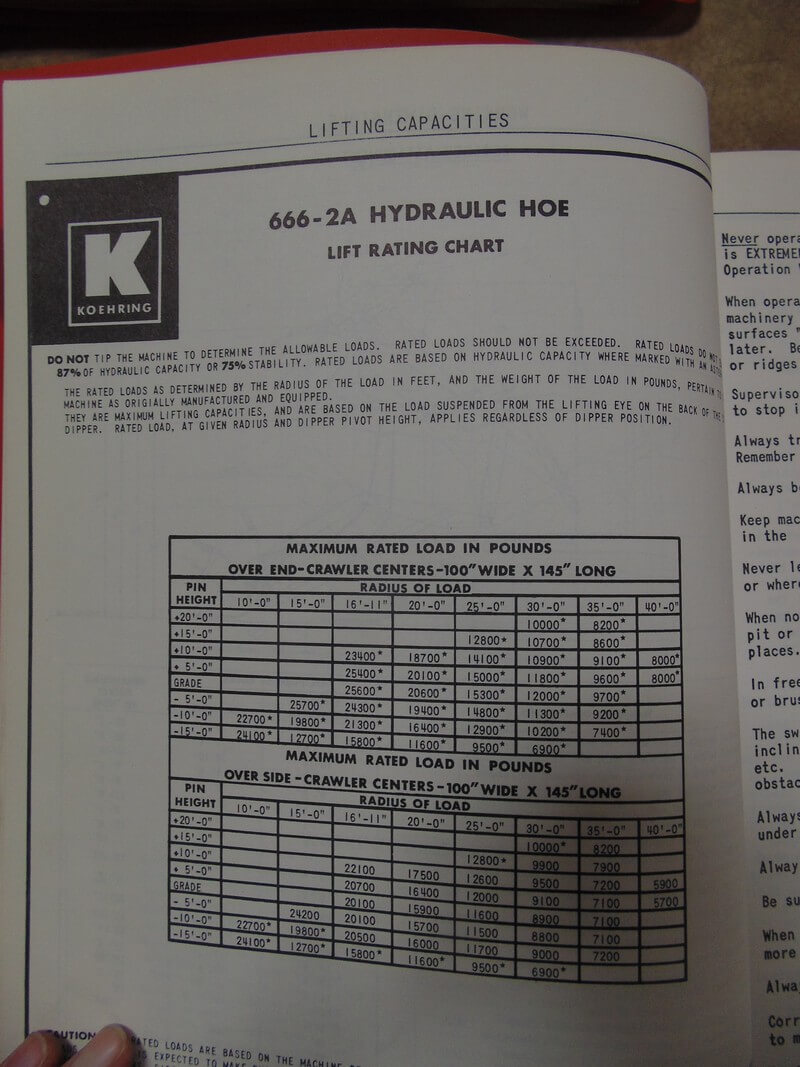 LIFTING CAPACITIES
K
KOEHRING
666-2A HYDRAULIC HOE
LIFT RATING CHART
DO NOT TIP THE MACHINE TO DETERMINE THE ALLOWABLE LOADS. RATED LOADS SHOULD NOT BE EXCEEDED. RATED LOADS DO NOT
87% OF HYDRAULIC CAPACITY OR 75% STABILITY. RATED LOADS ARE BASED ON HYDRAULIC CAPACITY WHERE MARKED WITH AN
THE RATED LOADS AS DETERMINED BY THE RADIUS OF THE LOAD IN FEET, AND THE WEIGHT OF THE LOAD IN POUNDS, PERTAIN TO
MACHINE AS ORIGIALLY MANUFACTURED AND EQUIPPED.
THEY ARE MAXIMUM LIFTING CAPACITIES, AND ARE BASED ON THE LOAD SUSPENDED FROM THE LIFTING EYE ON THE BACK OF THE
DIPPER. RATED LOAD, AT GIVEN RADIUS AND DIPPER PIVOT HEIGHT, APPLIES REGARDLESS OF DIPPER POSITION.
MAXIMUM RATED LOAD IN POUNDS
OVER END-CRAWLER CENTERS-100" WIDE X 145" LONG
PIN HEIGHT RADIUS OF LOAD
10'-0" 15'-0" 16'-11" 20'-0" 25'-0" 30'-0" 35'-0" 40'-0"
+20'-0" 10000* 8200*
+15'-0" 12800* 10700* 8600*
+10'-0" 23400* 18700* 14100* 10900* 9100* 8000*
+ 5'-0" 25400* 20100* 15000* 11800* 9600* 8000*
GRADE 25600* 20600* 15300* 12000* 9700*
- 5'-0" 25700* 24300* 19400* 14800* 11300* 9200*
-10'-0" 22700* 19800* 21300* 16400* 12900* 10200* 7400*
-15'-0" 24100* 12700* 15800* 11600* 9500* 6900*
MAXIMUM RATED LOAD IN POUNDS
OVER SIDE-CRAWLER CENTERS-100" WIDE X 145" LONG
PIN HEIGHT RADIUS OF LOAD
10'-0" 15'-0" 16'-11" 20'-0" 25'-0" 30'-0" 35'-0" 40'-0"
+20'-0" 10000* 8200
+15'-0" 12800* 9900 7900
+10'-0" 22100 17500 12600 9500 7200 5900
+ 5'-0" 20700 16400 12000 9100 7100 5700
GRADE 20100 15900 11600 8900 7100
- 5'-0" 24200 20100 15700 11500 8800 7100
-10'-0" 22700* 19800* 20500 16000 11700 9000 7200
-15'-0" 24100* 12700* 15800* 11600* 9500* 6900*
RATED LOADS ARE BASED ON THE MACHINE
IS EXPECTED TO MAKE
Never opera
is EXTREME
Operation
When opera
machinery
surfaces "
later. Be
or ridges
Superviso
to stop i
Always tr
Remember
Always b
Keep mac
in the
Never le
or wher
When no
pit or
places.
In free
or brus
The sw
inclin
etc.
obstac
Always
under
Alway
Be su
When
more
Alwa
Corr
to m